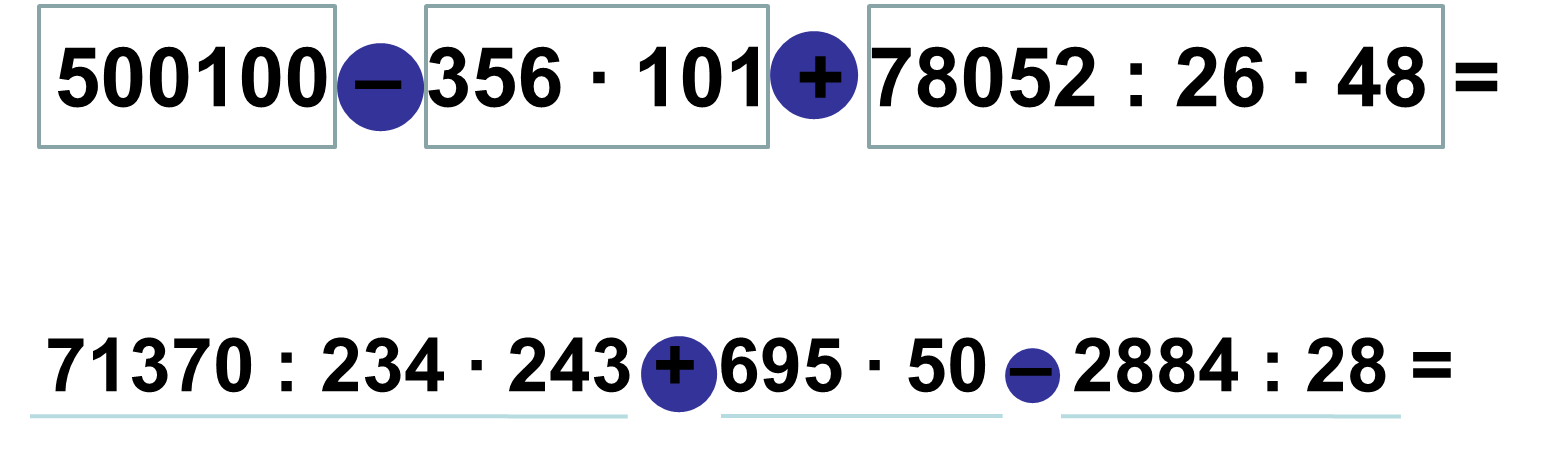 500100 – 356 · 101 + 78052 : 26 · 48 =
71370 : 234 · 243 + 695 · 50 – 2884 : 28 =